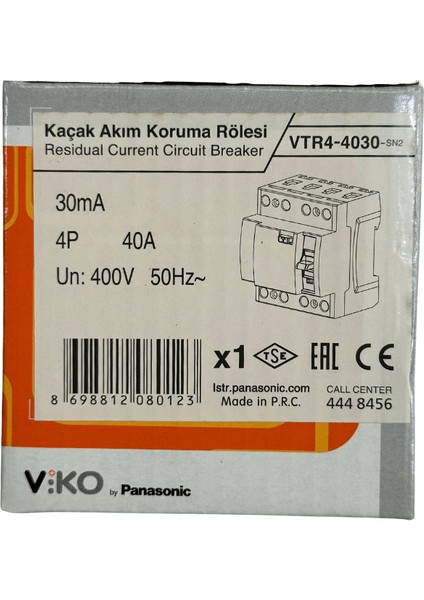 Kaçak Akım Koruma Rölesi
Residual Current Circuit Breaker
VTR4-4030-SN2
30mA
4P 40A
Un: 400V 50Hz~
x1 TSE EAC CE
8 698812 080123
lstr.panasonic.com
Made in P.R.C.
CALL CENTER
444 8456
ViKO by Panasonic